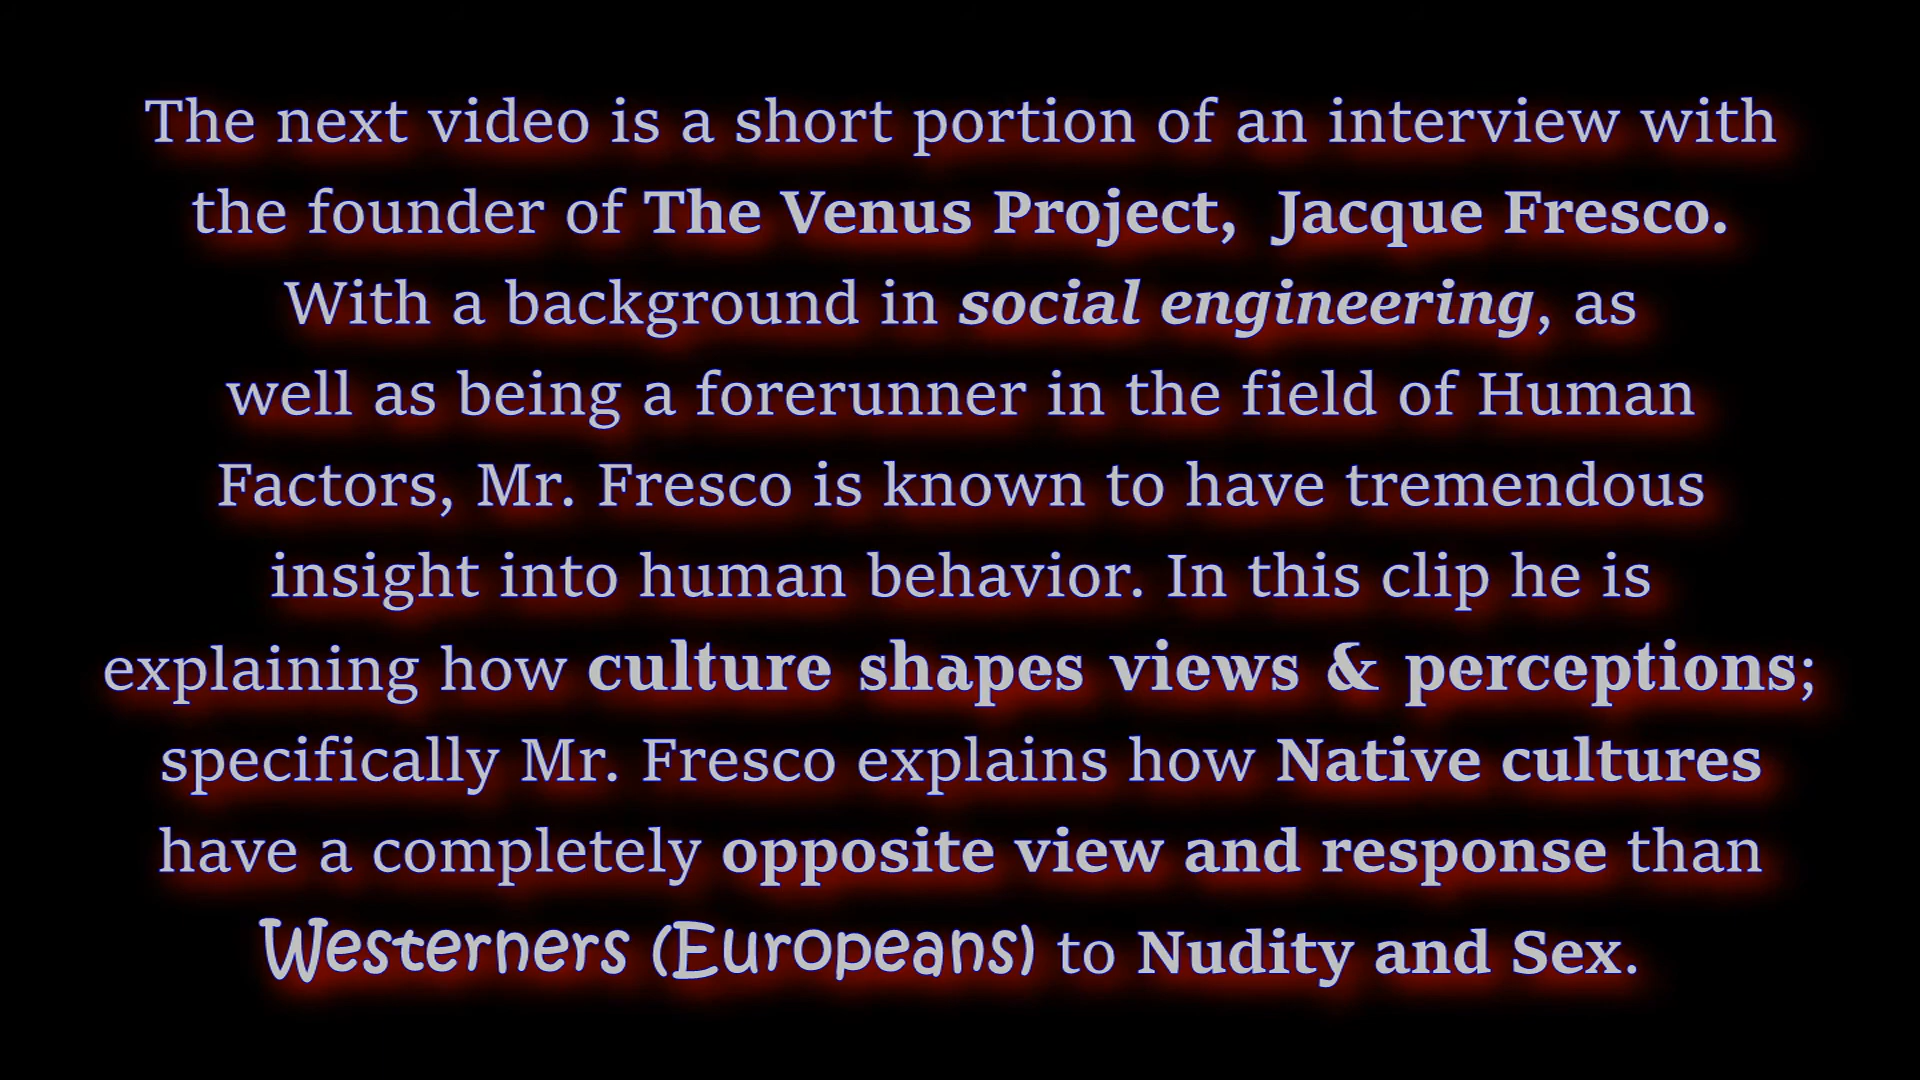 The next video is a short portion of an interview with
the founder of The Venus Project,  Jacque Fresco.
With a background in social engineering, as
well as being a forerunner in the field of Human
Factors, Mr. Fresco is known to have tremendous
insight into human behavior. In this clip he is
explaining how culture shapes views & perceptions;
specifically Mr. Fresco explains how Native cultures
have a completely opposite view and response than
Westerners (Europeans) to Nudity and Sex.